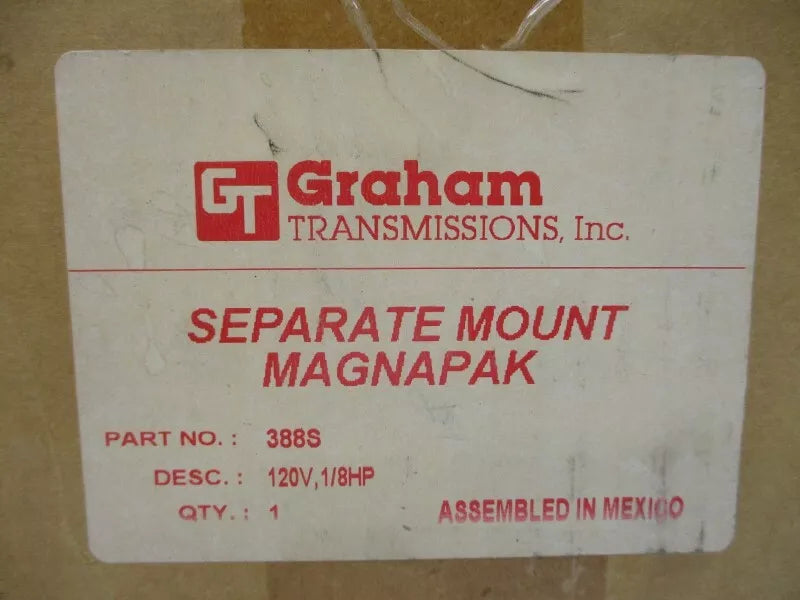 GT Graham
TRANSMISSIONS, Inc.
SEPARATE MOUNT
MAGNAPAK
PART NO. : 388S
DESC. : 120V,1/8HP
QTY. : 1
ASSEMBLED IN MEXICO